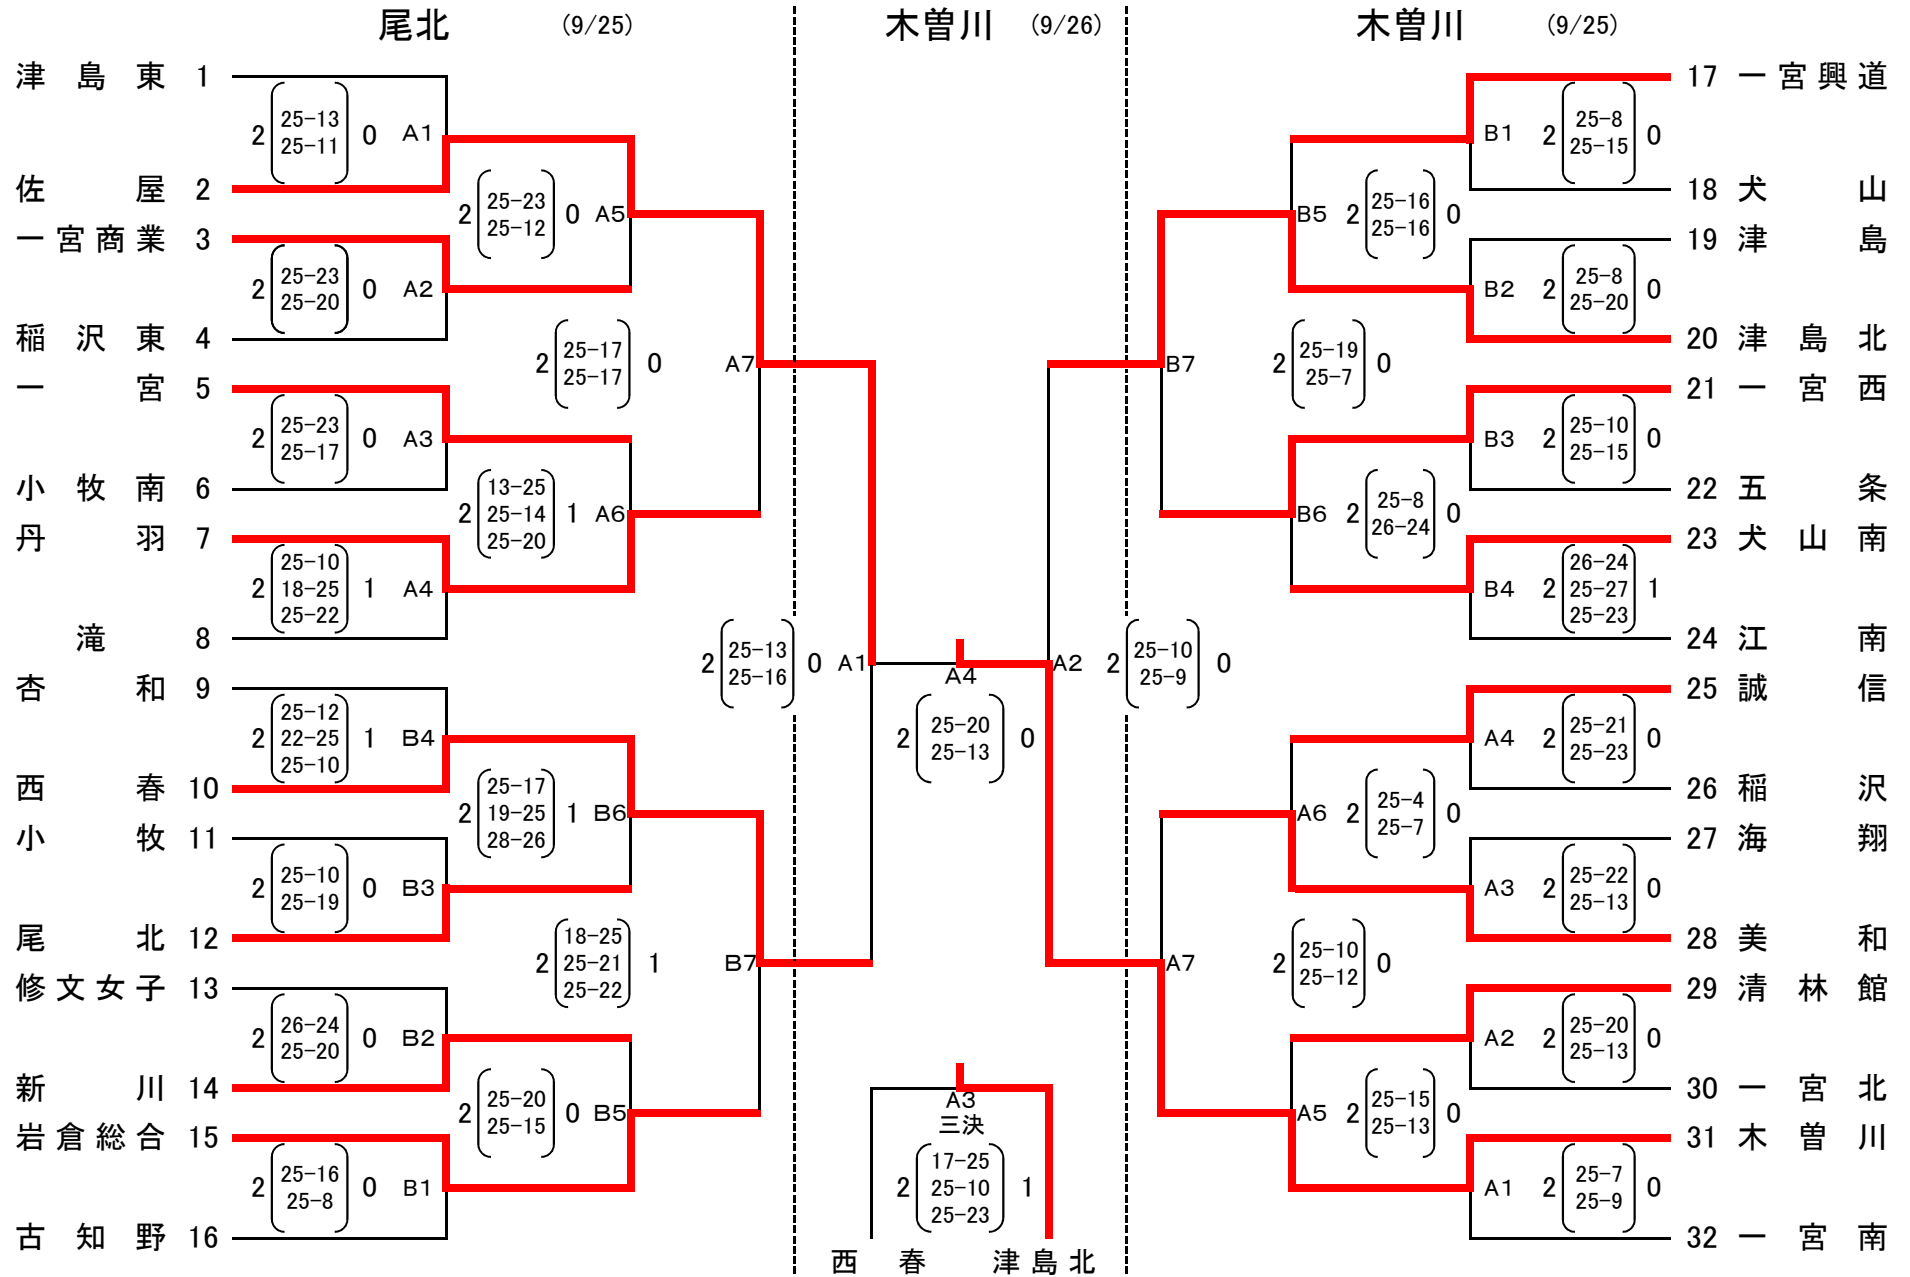 尾北 (9/25) 木曽川 (9/26) 木曽川 (9/25)
津島東 1
2 25-13 0 A1
25-11
佐屋 2
2 25-23 0 A5
25-12
一宮商業 3
2 25-23 0 A2
25-20
稲沢東 4
2 25-17 0 A7
25-17
一宮 5
2 25-23 0 A3
25-17
小牧南 6
2 13-25 1 A6
25-14
25-20
丹羽 7
2 25-10 1 A4
18-25
25-22
滝 8
2 25-13 0 A1
25-16
杏和 9
2 25-12 1 B4
22-25
25-10
西春 10
2 25-17 1 B6
19-25
28-26
小牧 11
2 25-10 0 B3
25-19
尾北 12
2 18-25 1 B7
25-21
25-22
修文女子 13
2 26-24 0 B2
25-20
新川 14
2 25-20 0 B5
25-15
岩倉総合 15
2 25-16 0 B1
25-8
古知野 16
A4
2 25-20 0
25-13
A3
三決
2 17-25 1
25-10
25-23
西春 津島北
17 一宮興道
B1 2 25-8 0
25-15
18 犬山
B5 2 25-16 0
25-16
19 津島
B2 2 25-8 0
25-20
20 津島北
B7 2 25-19 0
25-7
21 一宮西
B3 2 25-10 0
25-15
22 五条
B6 2 25-8 0
26-24
23 犬山南
B4 2 26-24 1
25-27
25-23
24 江南
A2 2 25-10 0
25-9
25 誠信
A4 2 25-21 0
25-23
26 稲沢
A6 2 25-4 0
25-7
27 海翔
A3 2 25-22 0
25-13
28 美和
A7 2 25-10 0
25-12
29 清林館
A2 2 25-20 0
25-13
30 一宮北
A5 2 25-15 0
25-13
31 木曽川
A1 2 25-7 0
25-9
32 一宮南